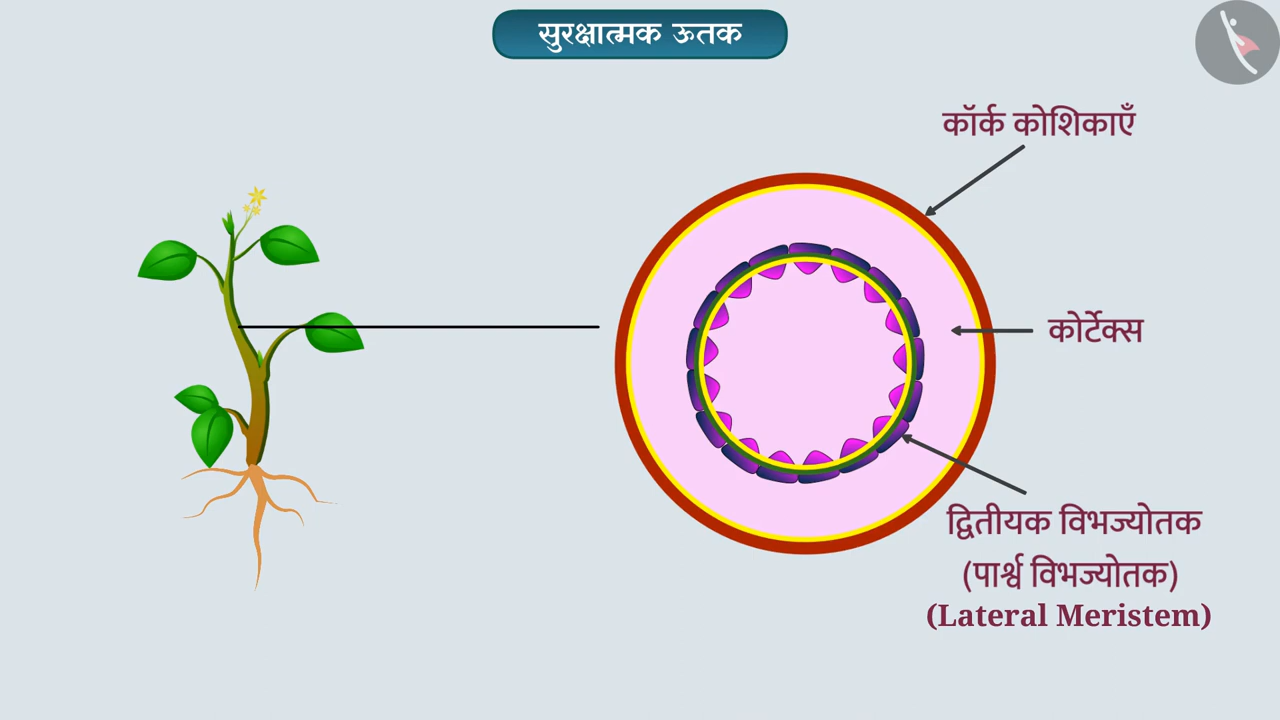 सुरक्षात्मक ऊतक
कॉर्क कोशिकाएँ
कोर्टेक्स
द्वितीयक विभज्योतक
(पार्श्व विभज्योतक)
(Lateral Meristem)